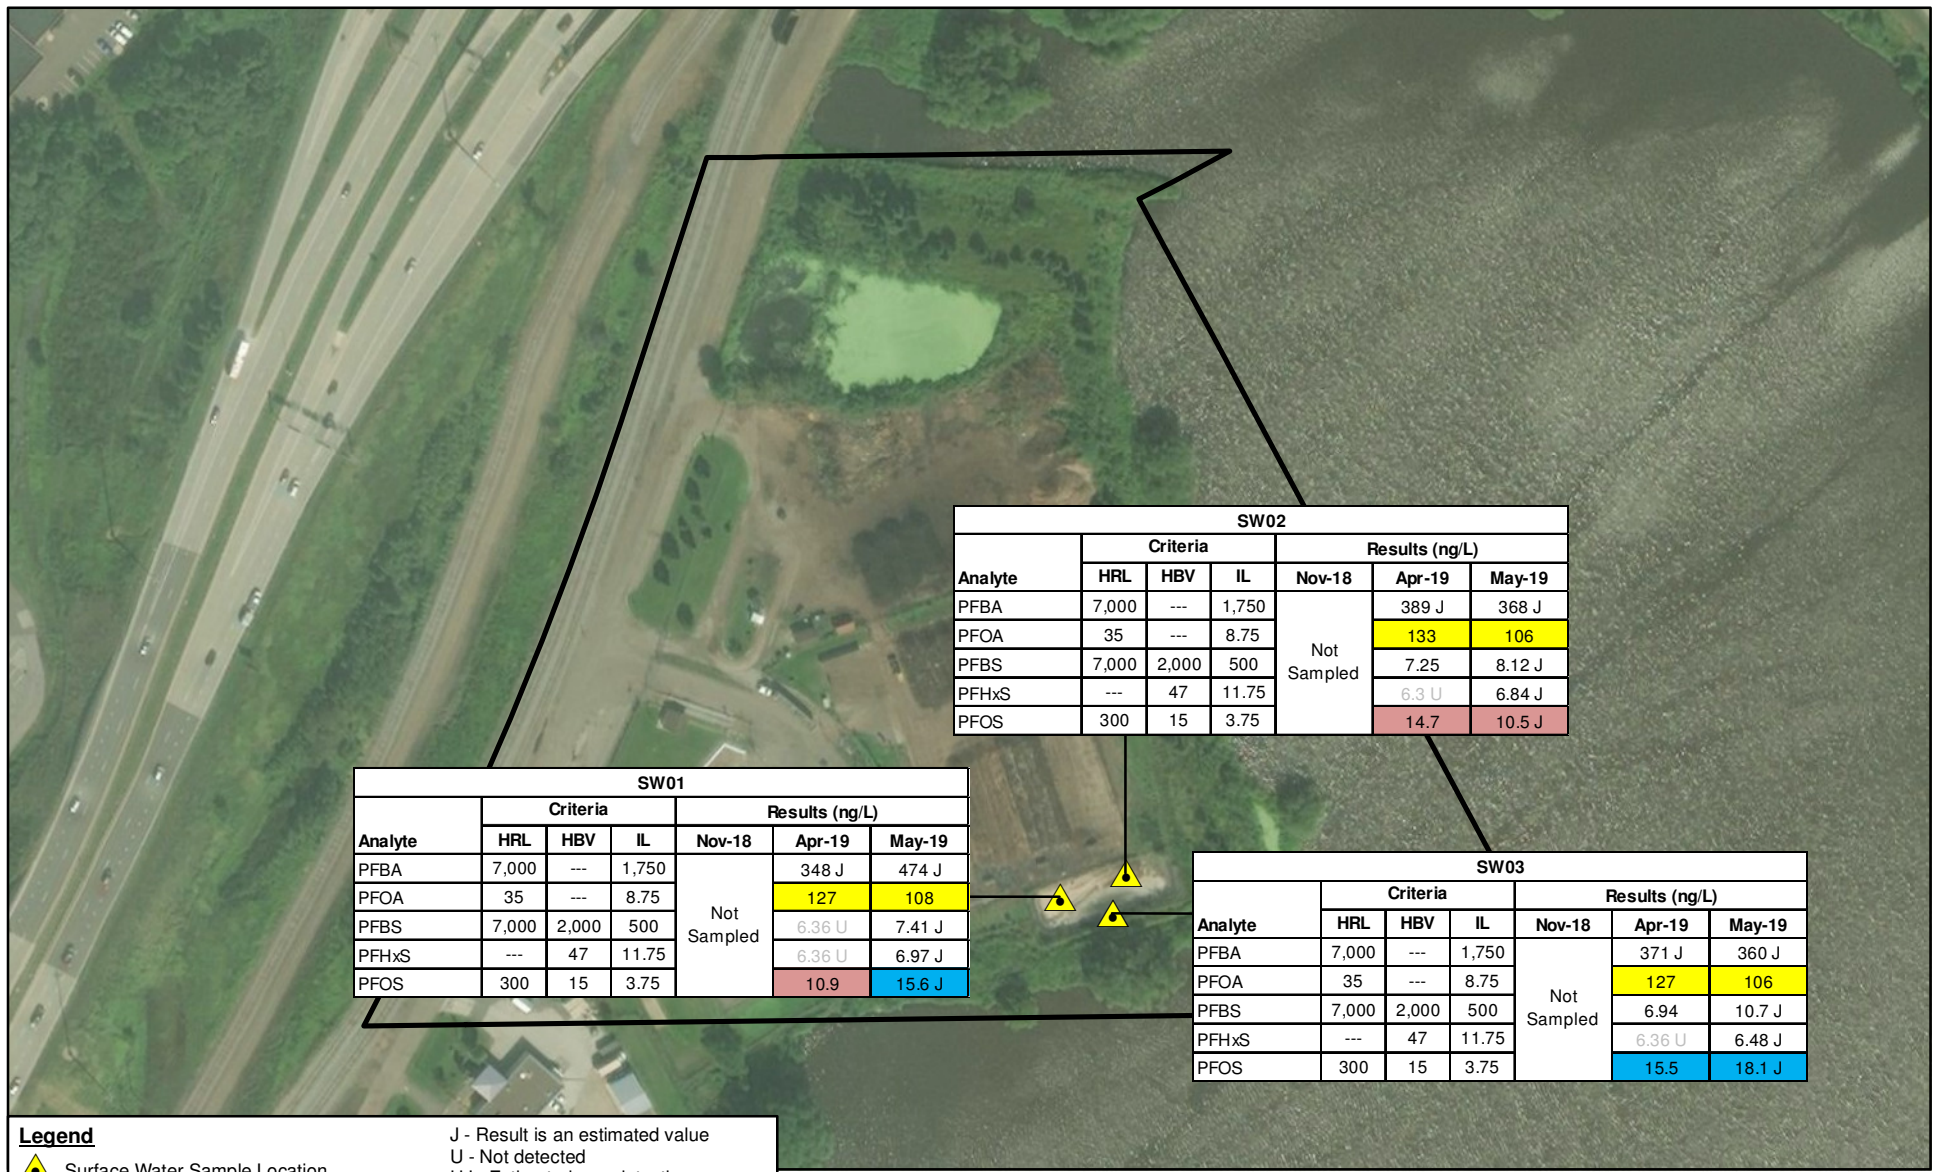 SW02
Criteria Results (ng/L)
Analyte HRL HBV IL Nov-18 Apr-19 May-19
PFBA 7,000 --- 1,750 389 J 368 J
PFOA 35 --- 8.75 133 106
Not Sampled
PFBS 7,000 2,000 500 7.25 8.12 J
PFHxS --- 47 11.75 6.3 U 6.84 J
PFOS 300 15 3.75 14.7 10.5 J
SW01
Criteria Results (ng/L)
Analyte HRL HBV IL Nov-18 Apr-19 May-19
PFBA 7,000 --- 1,750 348 J 474 J
PFOA 35 --- 8.75 127 108
Not Sampled
PFBS 7,000 2,000 500 6.36 U 7.41 J
PFHxS --- 47 11.75 6.36 U 6.97 J
PFOS 300 15 3.75 10.9 15.6 J
SW03
Criteria Results (ng/L)
Analyte HRL HBV IL Nov-18 Apr-19 May-19
PFBA 7,000 --- 1,750 371 J 360 J
PFOA 35 --- 8.75 127 106
Not Sampled
PFBS 7,000 2,000 500 6.94 10.7 J
PFHxS --- 47 11.75 6.36 U 6.48 J
PFOS 300 15 3.75 15.5 18.1 J
Legend
Surface Water Sample Location
J - Result is an estimated value
U - Not detected